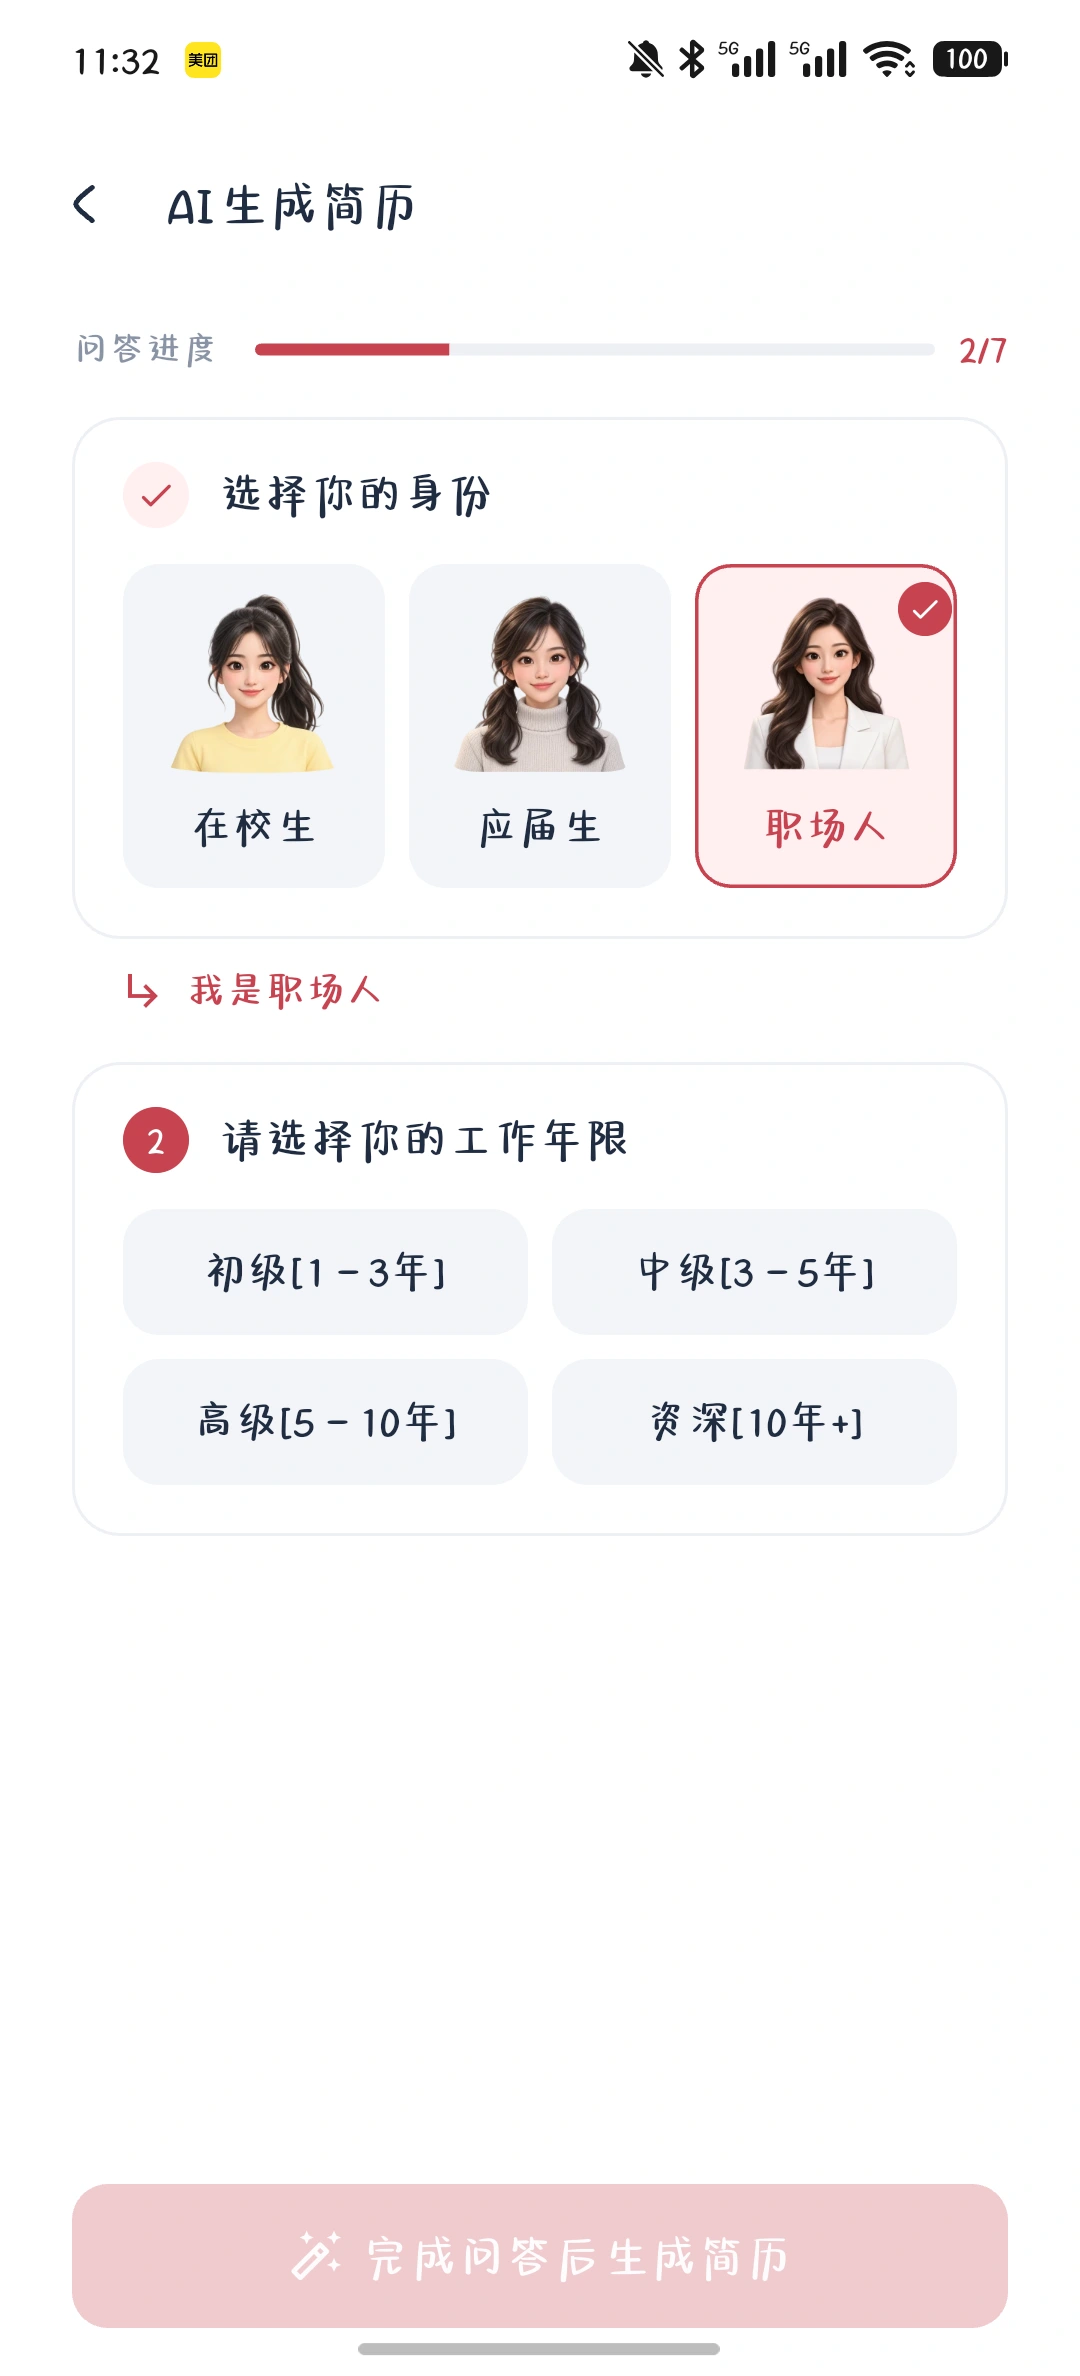 11:32 美团 5G 5G 100
AI生成简历
问答进度 2/7
选择你的身份
在校生 应届生 职场人
我是职场人
2 请选择你的工作年限
初级[1-3年] 中级[3-5年]
高级[5-10年] 资深[10年+]
完成问答后生成简历